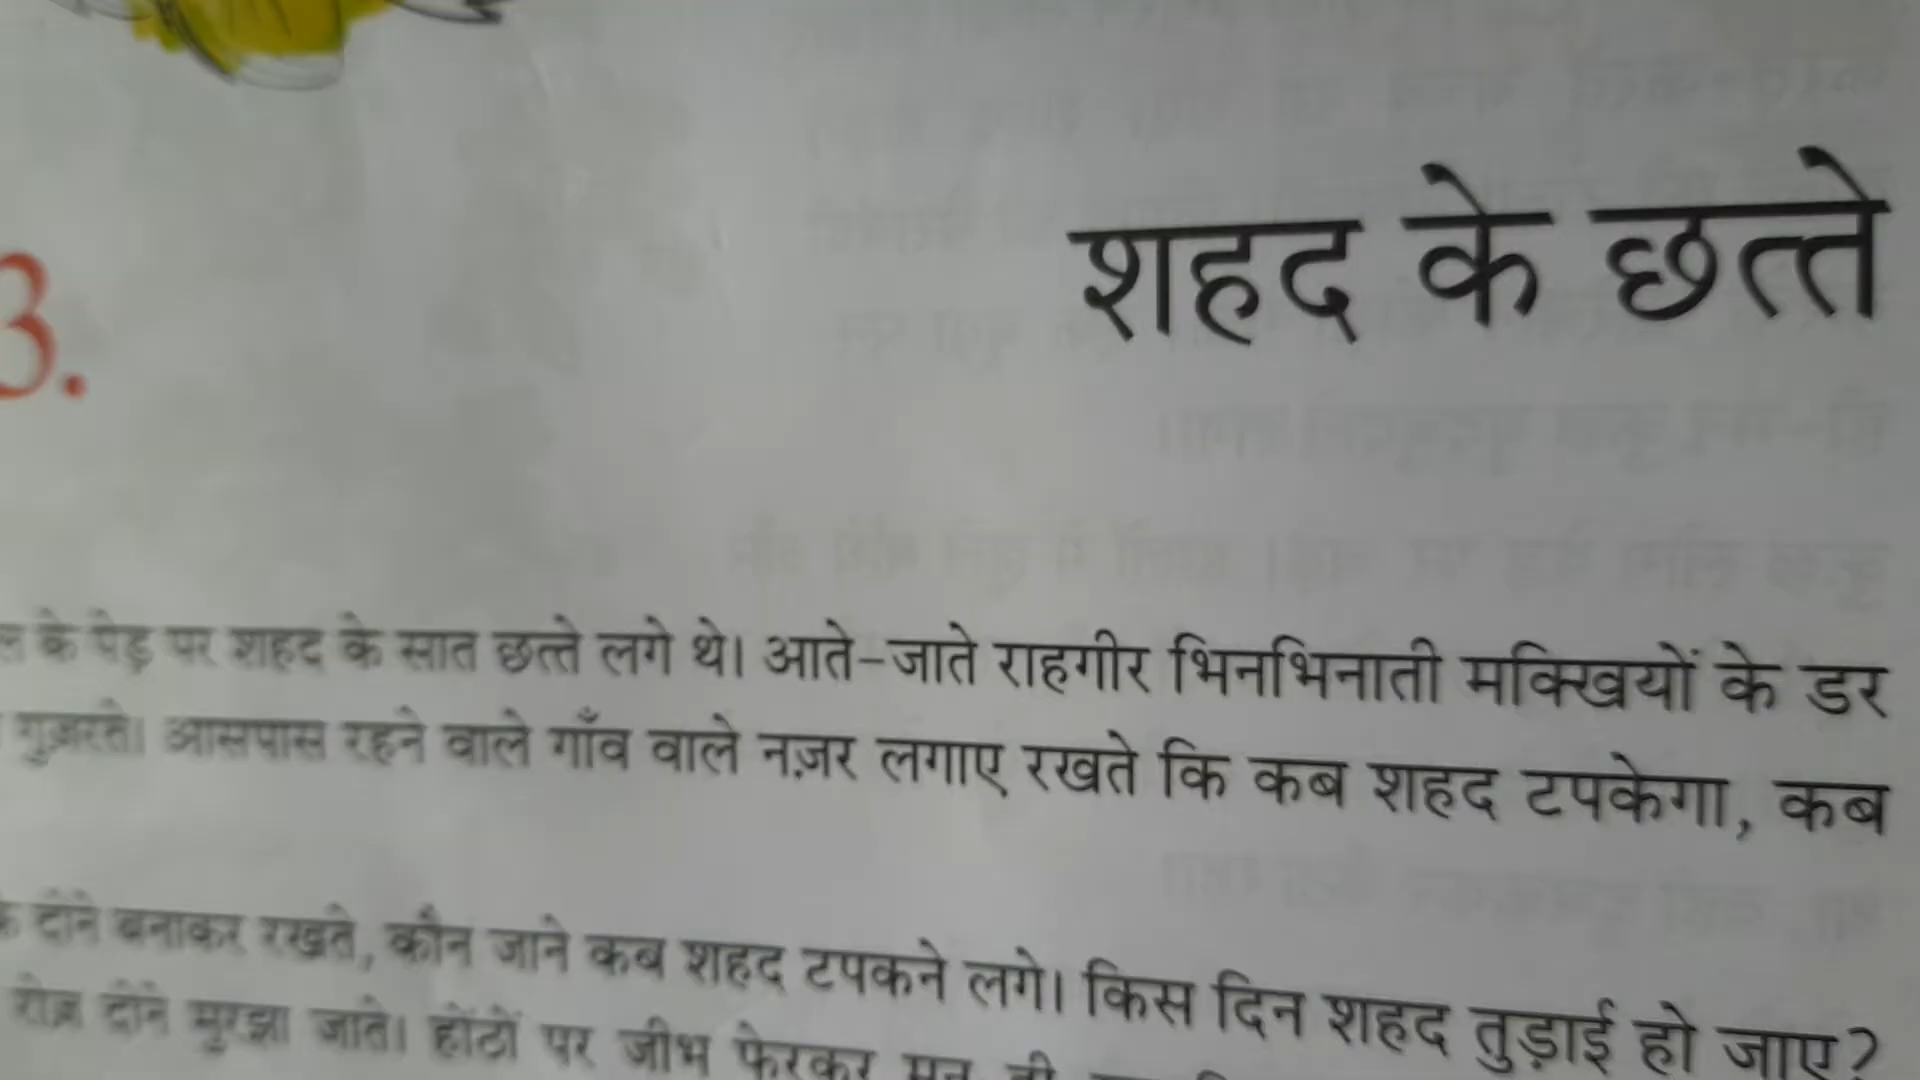 शहद के छत्ते
3.
के पेड़ पर शहद के सात छत्ते लगे थे। आते-जाते राहगीर भिनभिनाती मक्खियों के डर
गुज़रते। आसपास रहने वाले गाँव वाले नज़र लगाए रखते कि कब शहद टपकेगा, कब
दोने बनाकर रखते, कौन जाने कब शहद टपकने लगे। किस दिन शहद तुड़ाई हो जाए?
रोज़ दोने मुरझा जाते। होंठों पर जीभ फेरकर मन ही